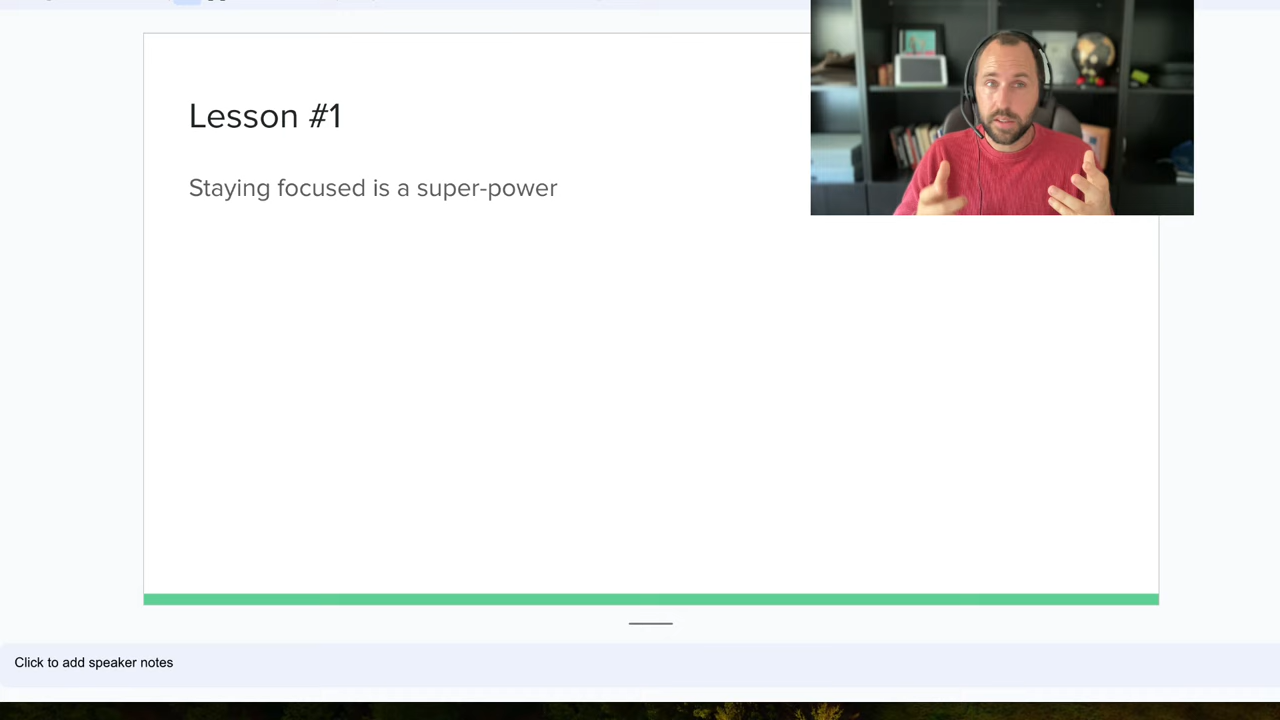 Lesson #1
Staying focused is a super-power
Click to add speaker notes